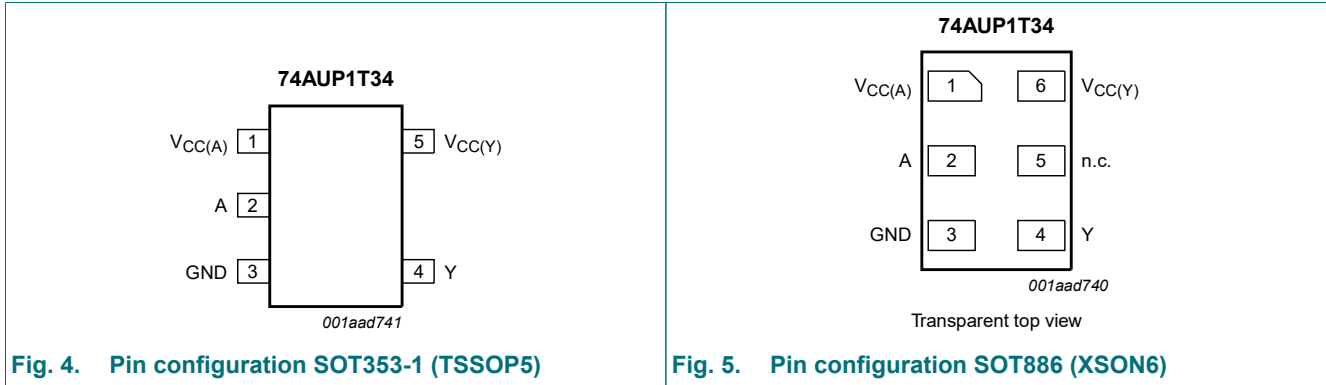 74AUP1T34
VCC(A) 1
5 VCC(Y)
A 2
GND 3
4 Y
001aad741
Fig. 4. Pin configuration SOT353-1 (TSSOP5)
74AUP1T34
VCC(A) 1 6 VCC(Y)
A 2 5 n.c.
GND 3 4 Y
001aad740
Transparent top view
Fig. 5. Pin configuration SOT886 (XSON6)